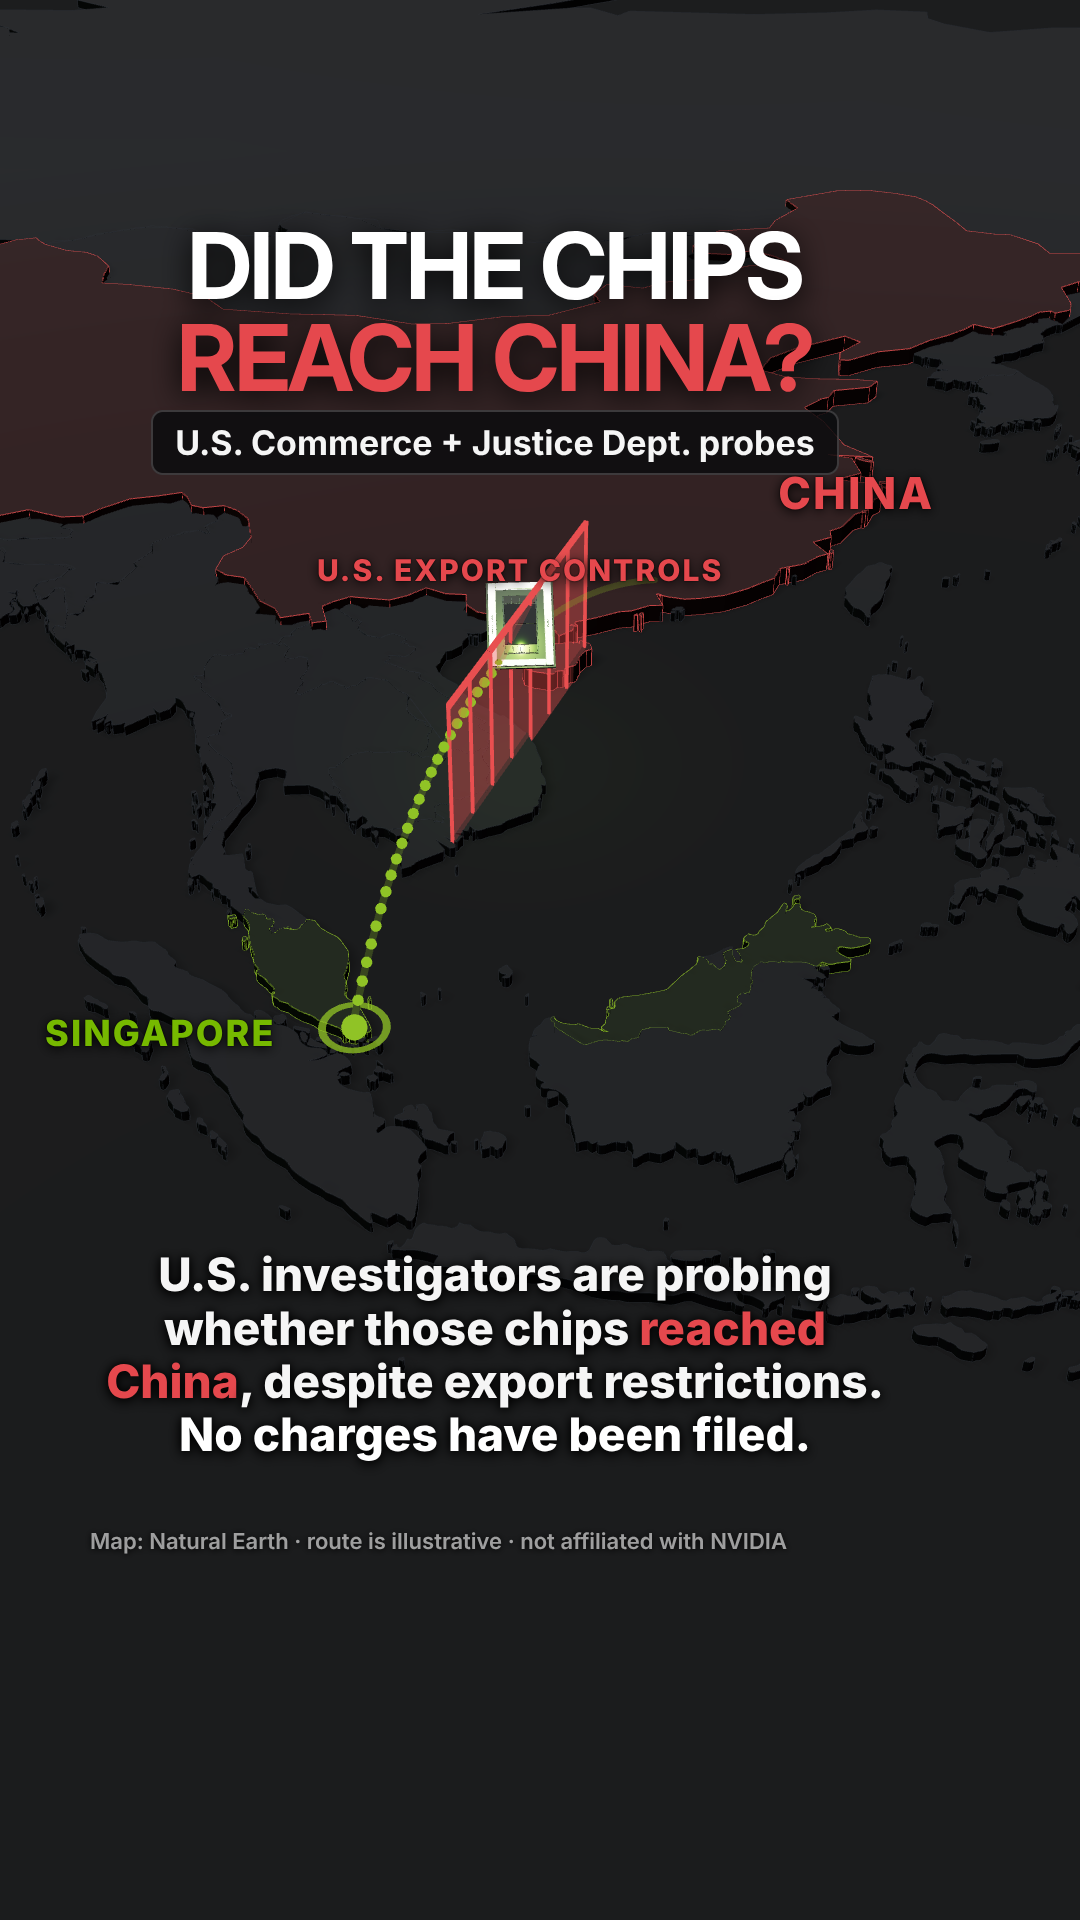 DID THE CHIPS
REACH CHINA?
U.S. Commerce + Justice Dept. probes
CHINA
U.S. EXPORT CONTROLS
SINGAPORE
U.S. investigators are probing
whether those chips reached
China, despite export restrictions.
No charges have been filed.
Map: Natural Earth · route is illustrative · not affiliated with NVIDIA